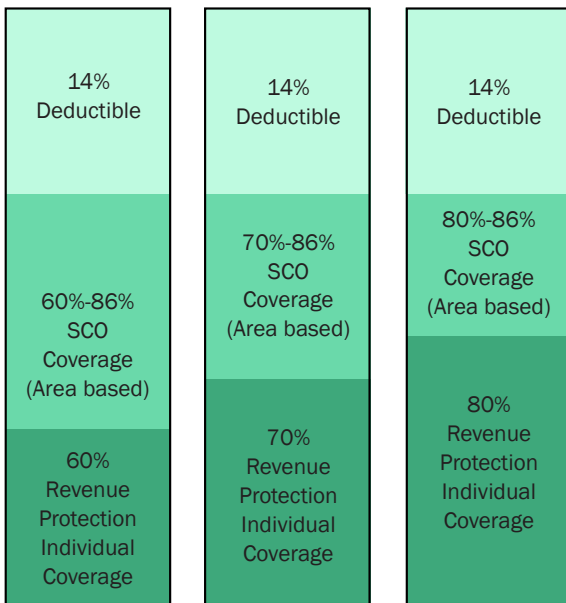 14%
Deductible
60%-86%
SCO
Coverage
(Area based)
60%
Revenue
Protection
Individual
Coverage
14%
Deductible
70%-86%
SCO
Coverage
(Area based)
70%
Revenue
Protection
Individual
Coverage
14%
Deductible
80%-86%
SCO
Coverage
(Area based)
80%
Revenue
Protection
Individual
Coverage